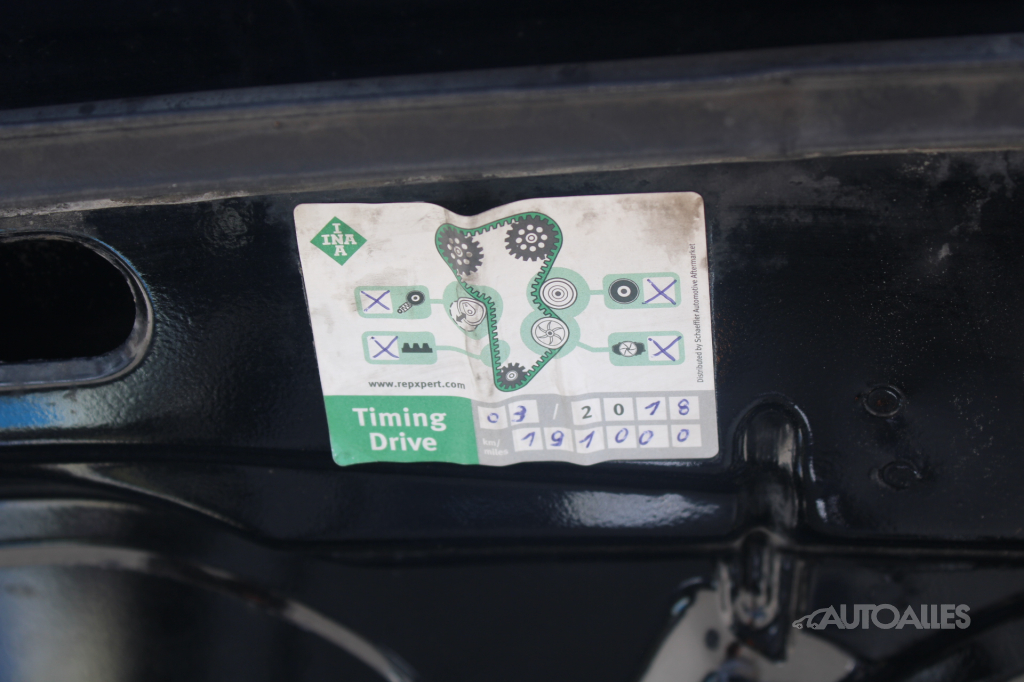 I
INA
A
Distributed by Schaeffler Automotive Aftermarket
www.repxpert.com
Timing
Drive
03 / 2018
km/
miles
191000
AUTOALLES